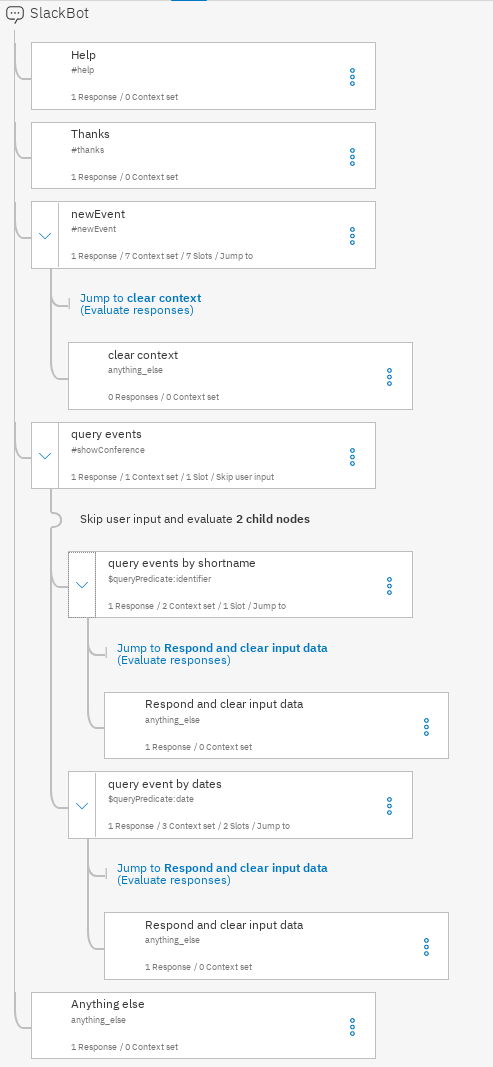 SlackBot
Help
#help
1 Response / 0 Context set
Thanks
#thanks
1 Response / 0 Context set
newEvent
#newEvent
1 Response / 7 Context set / 7 Slots / Jump to
Jump to clear context
(Evaluate responses)
clear context
anything_else
0 Responses / 0 Context set
query events
#showConference
1 Response / 1 Context set / 1 Slot / Skip user input
Skip user input and evaluate 2 child nodes
query events by shortname
$queryPredicate:identifier
1 Response / 2 Context set / 1 Slot / Jump to
Jump to Respond and clear input data
(Evaluate responses)
Respond and clear input data
anything_else
1 Response / 0 Context set
query event by dates
$queryPredicate:date
1 Response / 3 Context set / 2 Slots / Jump to
Jump to Respond and clear input data
(Evaluate responses)
Respond and clear input data
anything_else
1 Response / 0 Context set
Anything else
anything_else
1 Response / 0 Context set